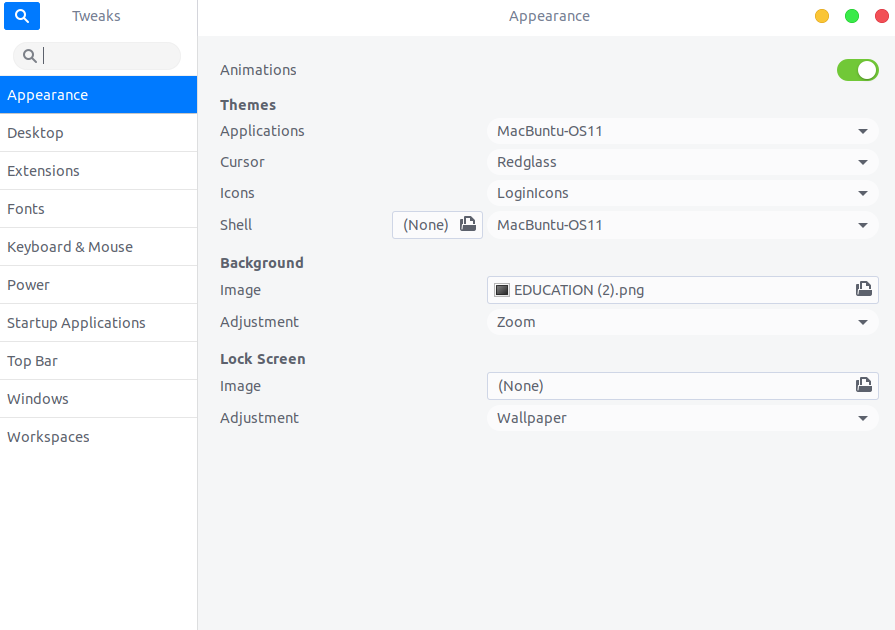 Tweaks
Appearance
Appearance
Desktop
Extensions
Fonts
Keyboard & Mouse
Power
Startup Applications
Top Bar
Windows
Workspaces
Animations
Themes
Applications MacBuntu-OS11
Cursor Redglass
Icons LoginIcons
Shell (None) MacBuntu-OS11
Background
Image EDUCATION (2).png
Adjustment Zoom
Lock Screen
Image (None)
Adjustment Wallpaper